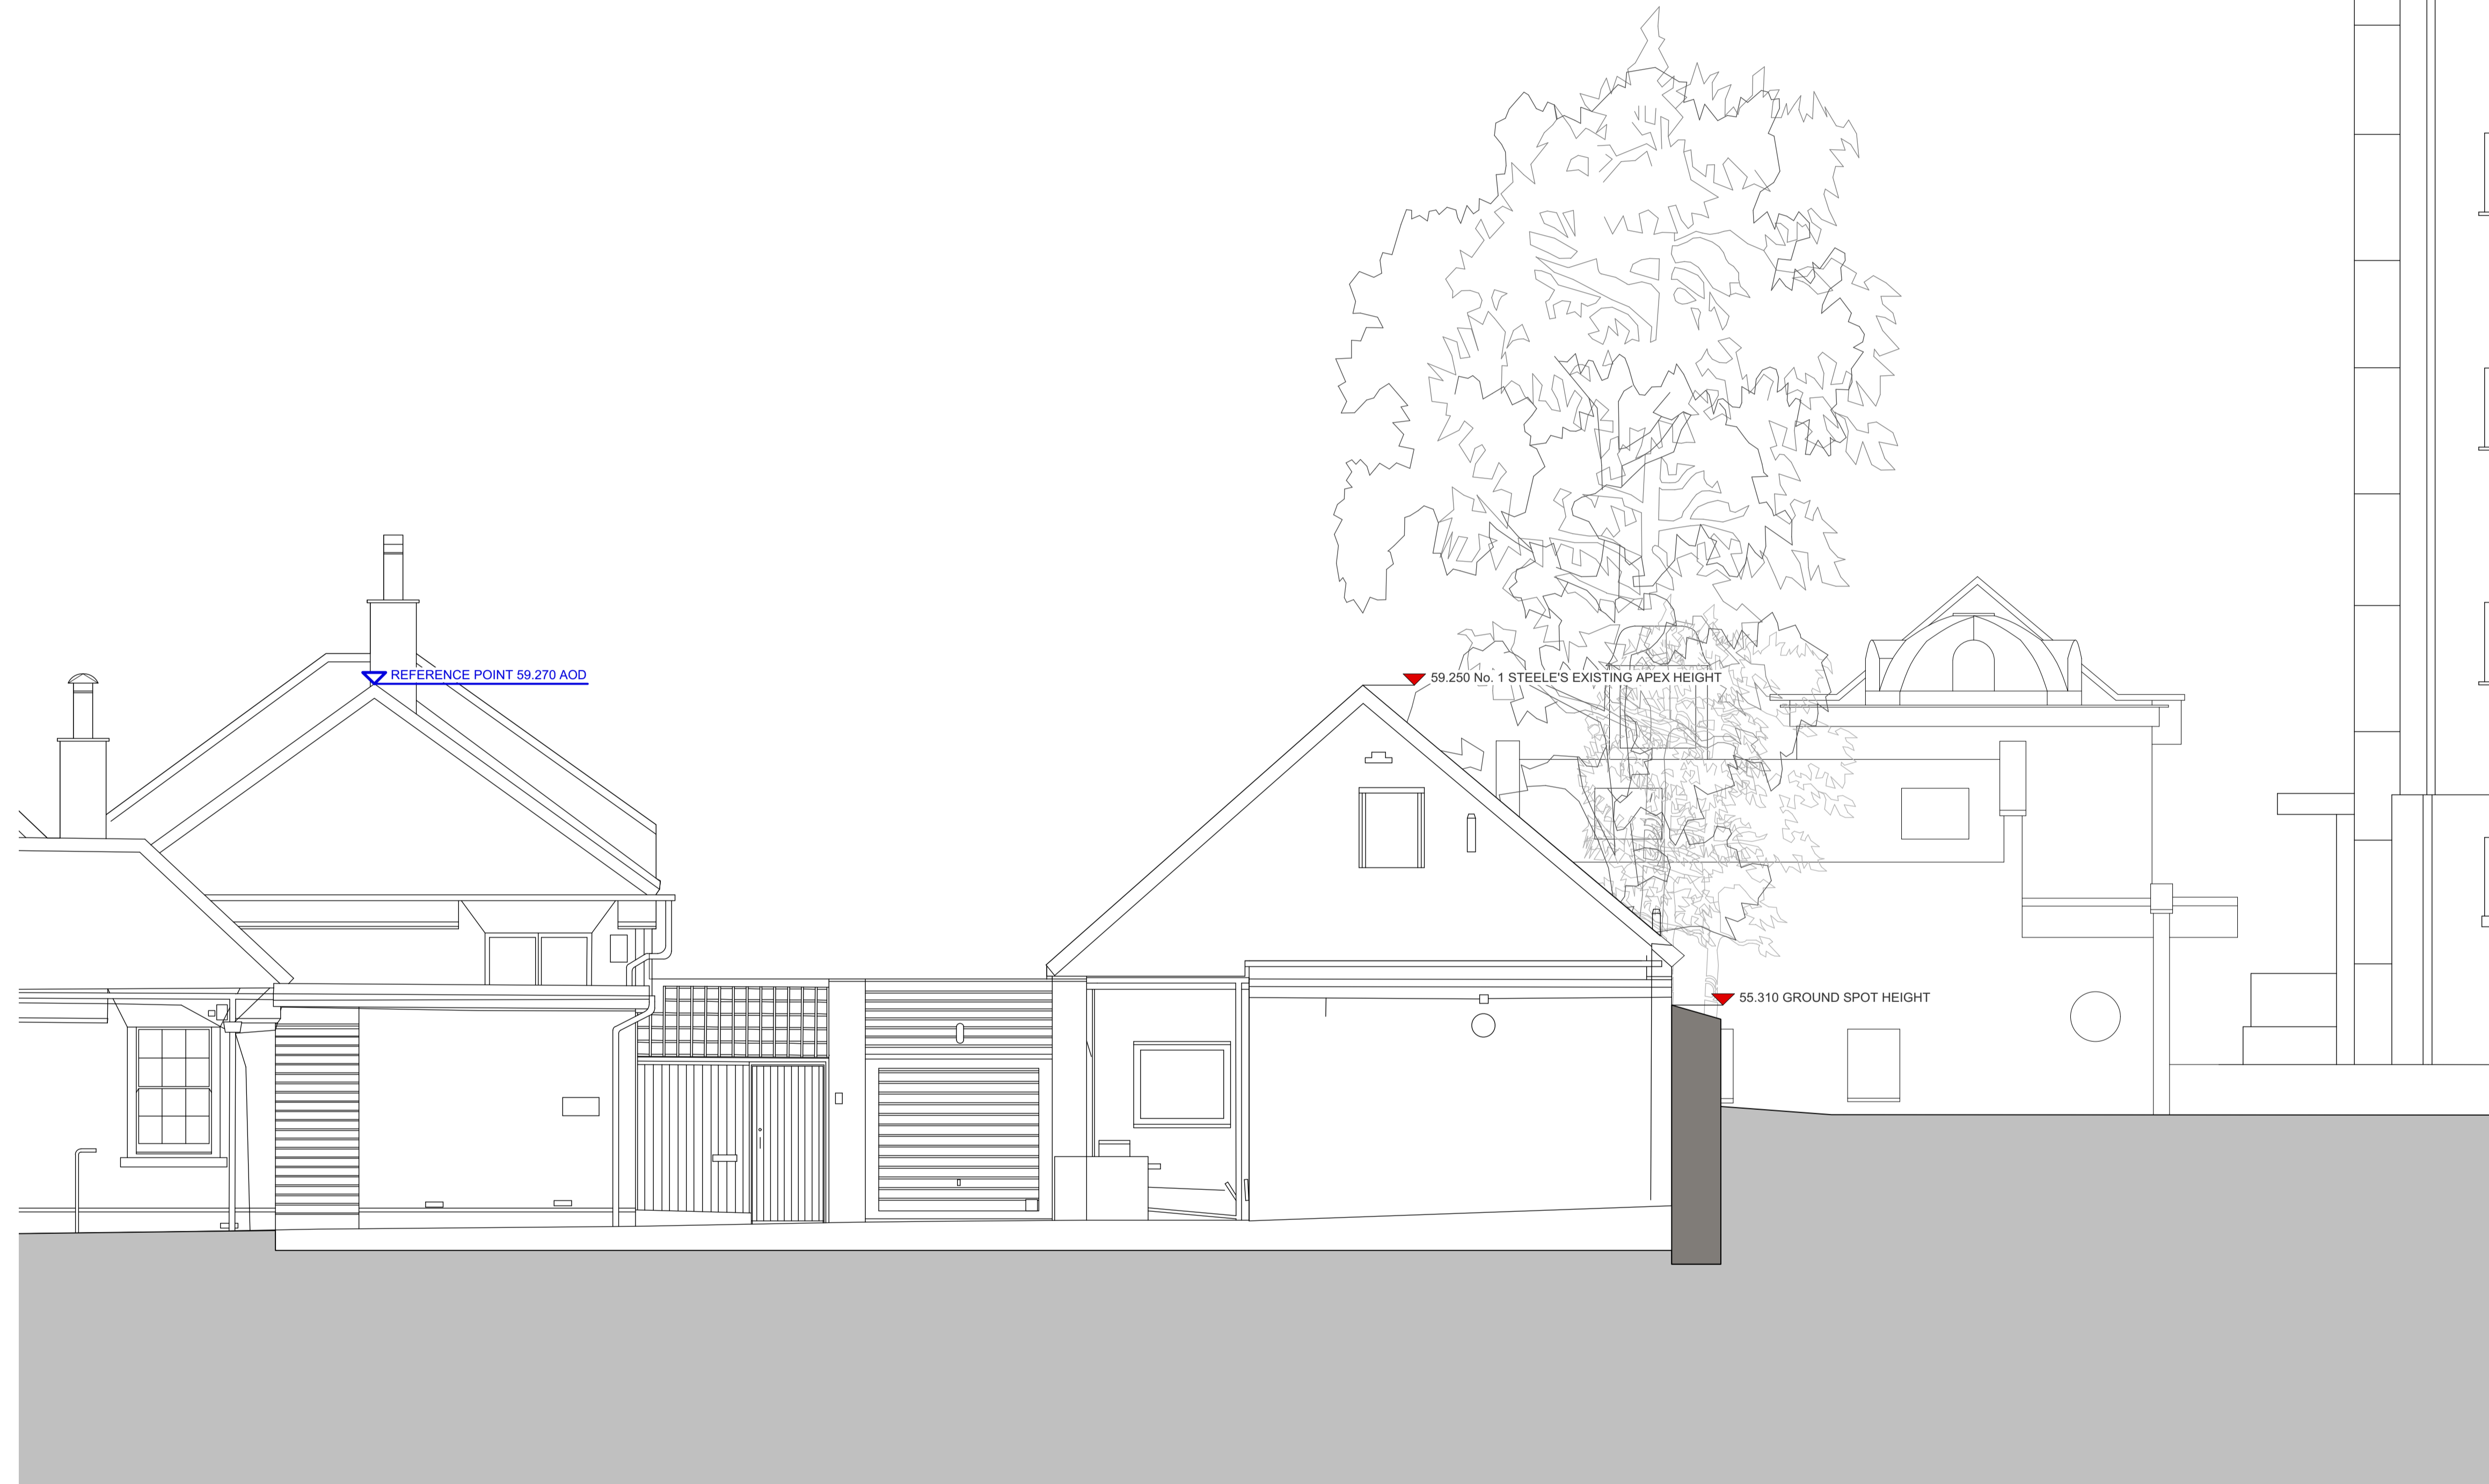 REFERENCE POINT 59.270 AOD
59.250 No. 1 STEELE'S EXISTING APEX HEIGHT
55.310 GROUND SPOT HEIGHT